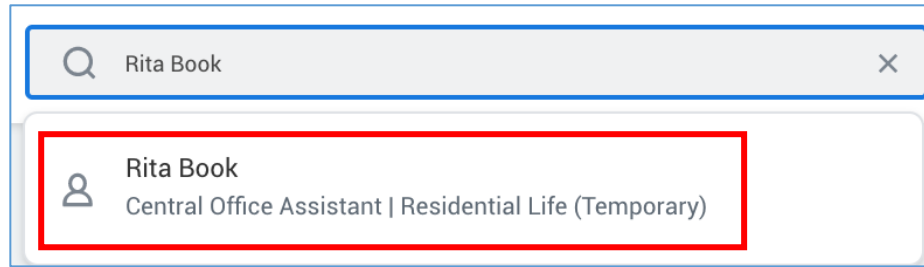 Rita Book
Rita Book
Central Office Assistant | Residential Life (Temporary)